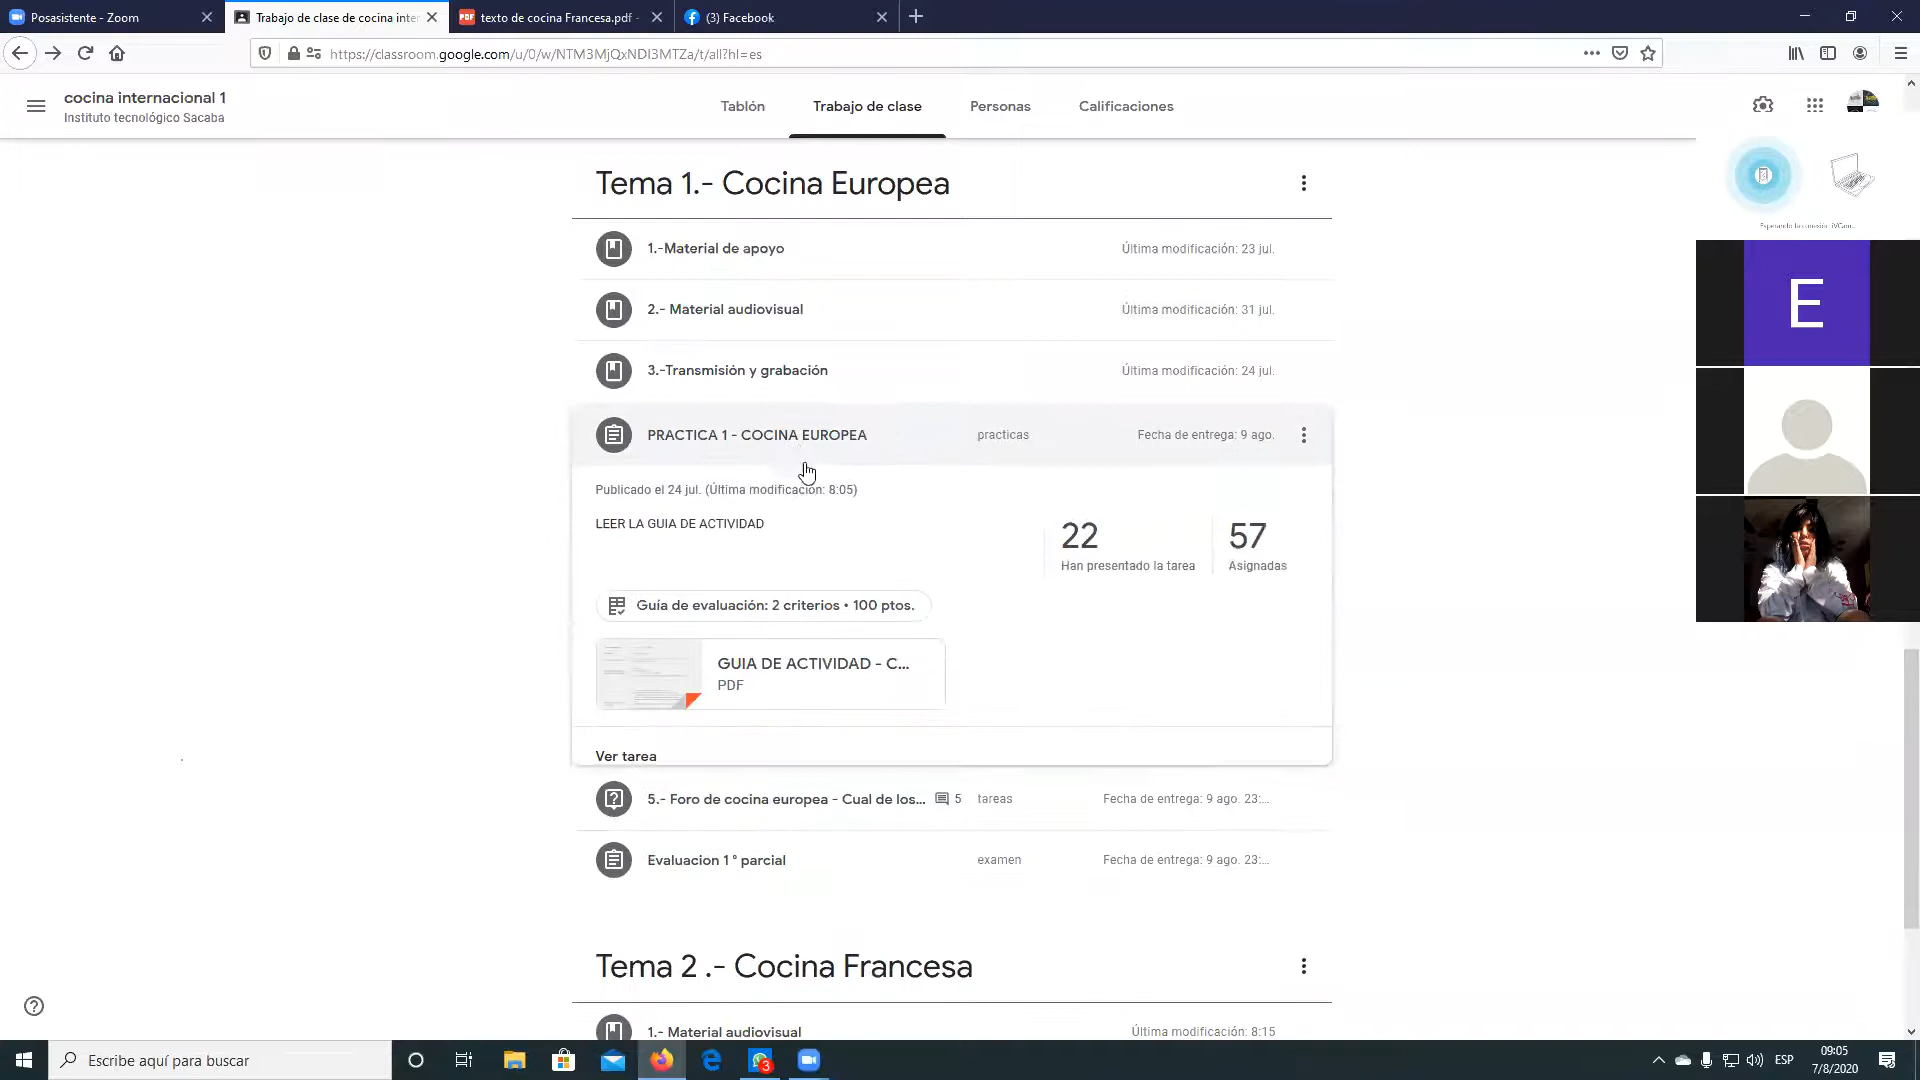 Posasistente - Zoom
Trabajo de clase de cocina inte
texto de cocina Francesa.pdf -
(3) Facebook
https://classroom.google.com/u/0/w/NTM3MjQxNDI3MTZa/t/all?hl=es
cocina internacional 1
Instituto tecnológico Sacaba
Tablón
Trabajo de clase
Personas
Calificaciones
Esperando la conexión iVCam...
Tema 1.- Cocina Europea
1.-Material de apoyo
Última modificación: 23 jul.
2.- Material audiovisual
Última modificación: 31 jul.
3.-Transmisión y grabación
Última modificación: 24 jul.
E
PRACTICA 1 - COCINA EUROPEA
practicas
Fecha de entrega: 9 ago.
Publicado el 24 jul. (Última modificación: 8:05)
LEER LA GUIA DE ACTIVIDAD
22
Han presentado la tarea
57
Asignadas
Guía de evaluación: 2 criterios • 100 ptos.
GUIA DE ACTIVIDAD - C...
PDF
Ver tarea
5.- Foro de cocina europea - Cual de los...
5
tareas
Fecha de entrega: 9 ago. 23:...
Evaluacion 1 ° parcial
examen
Fecha de entrega: 9 ago. 23:...
Tema 2 .- Cocina Francesa
1.- Material audiovisual
Última modificación: 8:15
Escribe aquí para buscar
3
ESP
09:05
7/8/2020